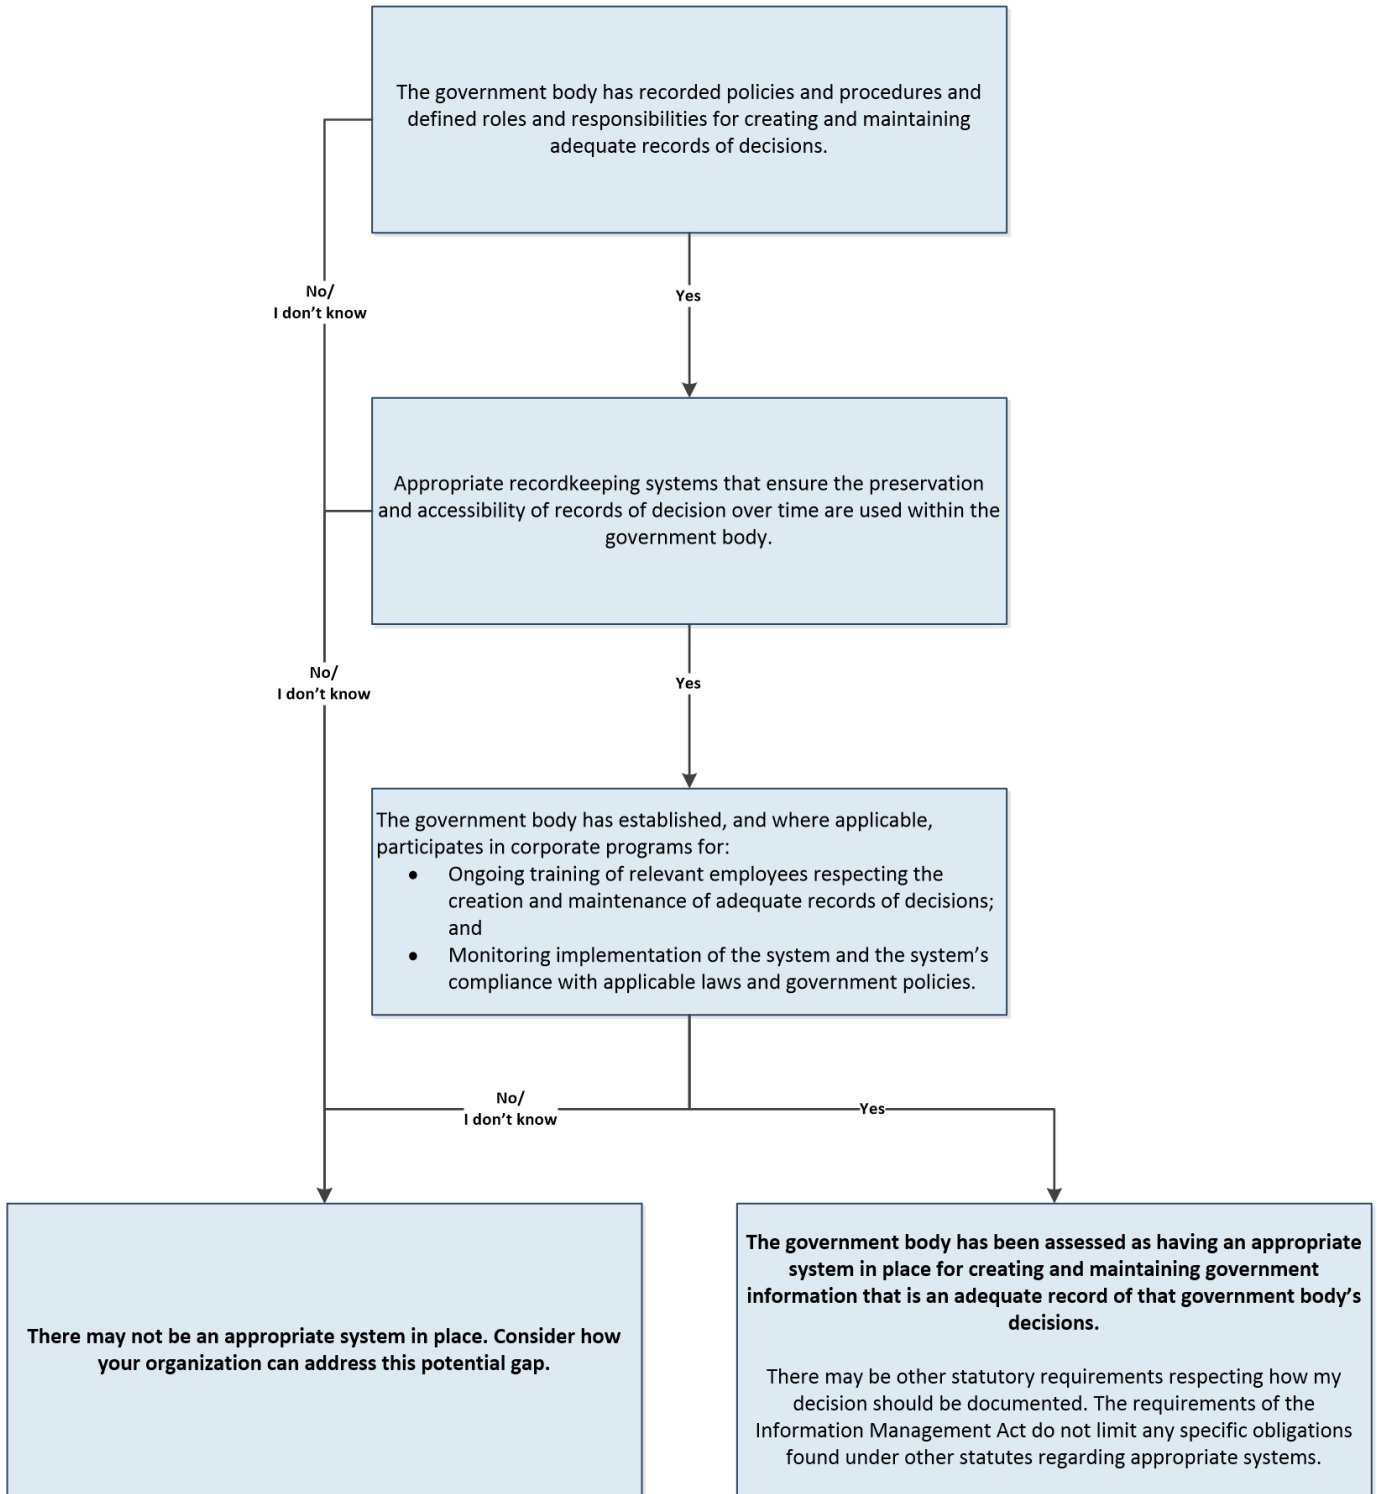 The government body has recorded policies and procedures and
defined roles and responsibilities for creating and maintaining
adequate records of decisions.
No/
I don’t know
Yes
Appropriate recordkeeping systems that ensure the preservation
and accessibility of records of decision over time are used within the
government body.
No/
I don’t know
Yes
The government body has established, and where applicable,
participates in corporate programs for:
● Ongoing training of relevant employees respecting the
creation and maintenance of adequate records of decisions;
and
● Monitoring implementation of the system and the system’s
compliance with applicable laws and government policies.
No/
I don’t know
Yes
There may not be an appropriate system in place. Consider how
your organization can address this potential gap.
The government body has been assessed as having an appropriate
system in place for creating and maintaining government
information that is an adequate record of that government body’s
decisions.
There may be other statutory requirements respecting how my
decision should be documented. The requirements of the
Information Management Act do not limit any specific obligations
found under other statutes regarding appropriate systems.